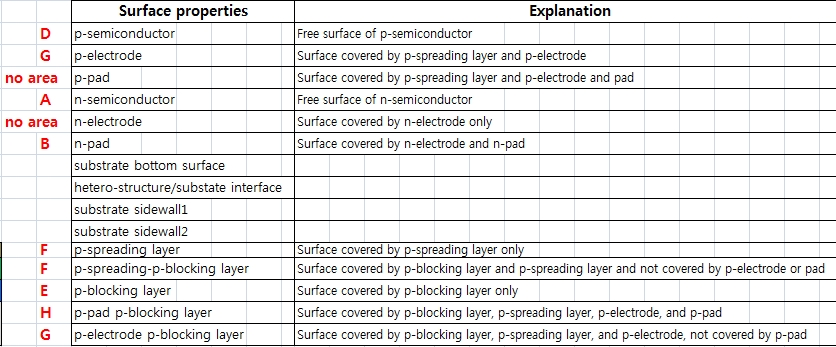 Surface properties Explanation
D p-semiconductor Free surface of p-semiconductor
G p-electrode Surface covered by p-spreading layer and p-electrode
no area p-pad Surface covered by p-spreading layer and p-electrode and pad
A n-semiconductor Free surface of n-semiconductor
no area n-electrode Surface covered by n-electrode only
B n-pad Surface covered by n-electrode and n-pad
substrate bottom surface
hetero-structure/substate interface
substrate sidewall1
substrate sidewall2
F p-spreading layer Surface covered by p-spreading layer only
F p-spreading-p-blocking layer Surface covered by p-blocking layer and p-spreading layer and not covered by p-electrode or pad
E p-blocking layer Surface covered by p-blocking layer only
H p-pad p-blocking layer Surface covered by p-blocking layer, p-spreading layer, p-electrode, and p-pad
G p-electrode p-blocking layer Surface covered by p-blocking layer, p-spreading layer, and p-electrode, not covered by p-pad